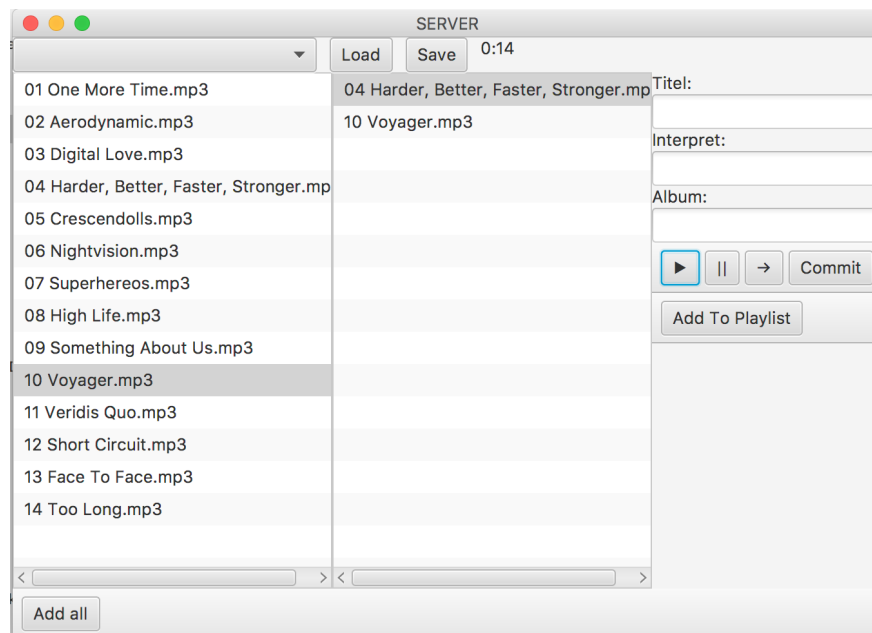 SERVER
Load Save 0:14
01 One More Time.mp3
02 Aerodynamic.mp3
03 Digital Love.mp3
04 Harder, Better, Faster, Stronger.mp
05 Crescendolls.mp3
06 Nightvision.mp3
07 Superhereos.mp3
08 High Life.mp3
09 Something About Us.mp3
10 Voyager.mp3
11 Veridis Quo.mp3
12 Short Circuit.mp3
13 Face To Face.mp3
14 Too Long.mp3
04 Harder, Better, Faster, Stronger.mp
10 Voyager.mp3
Titel:
Interpret:
Album:
|| → Commit
Add To Playlist
Add all